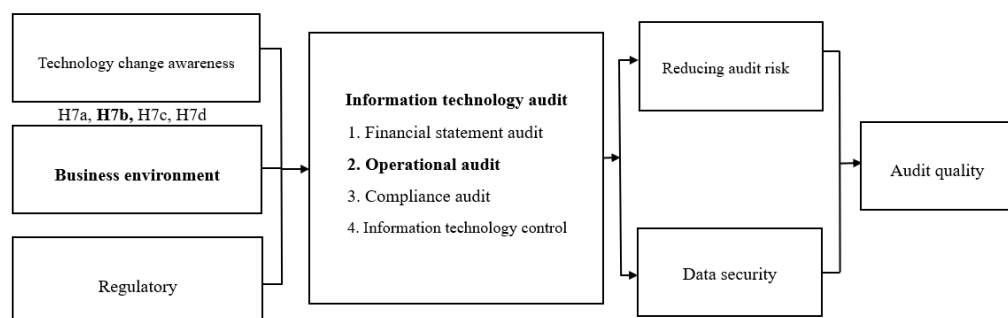 Technology change awareness
H7a, H7b, H7c, H7d
Business environment
Regulatory
Information technology audit
1. Financial statement audit
2. Operational audit
3. Compliance audit
4. Information technology control
Reducing audit risk
Data security
Audit quality